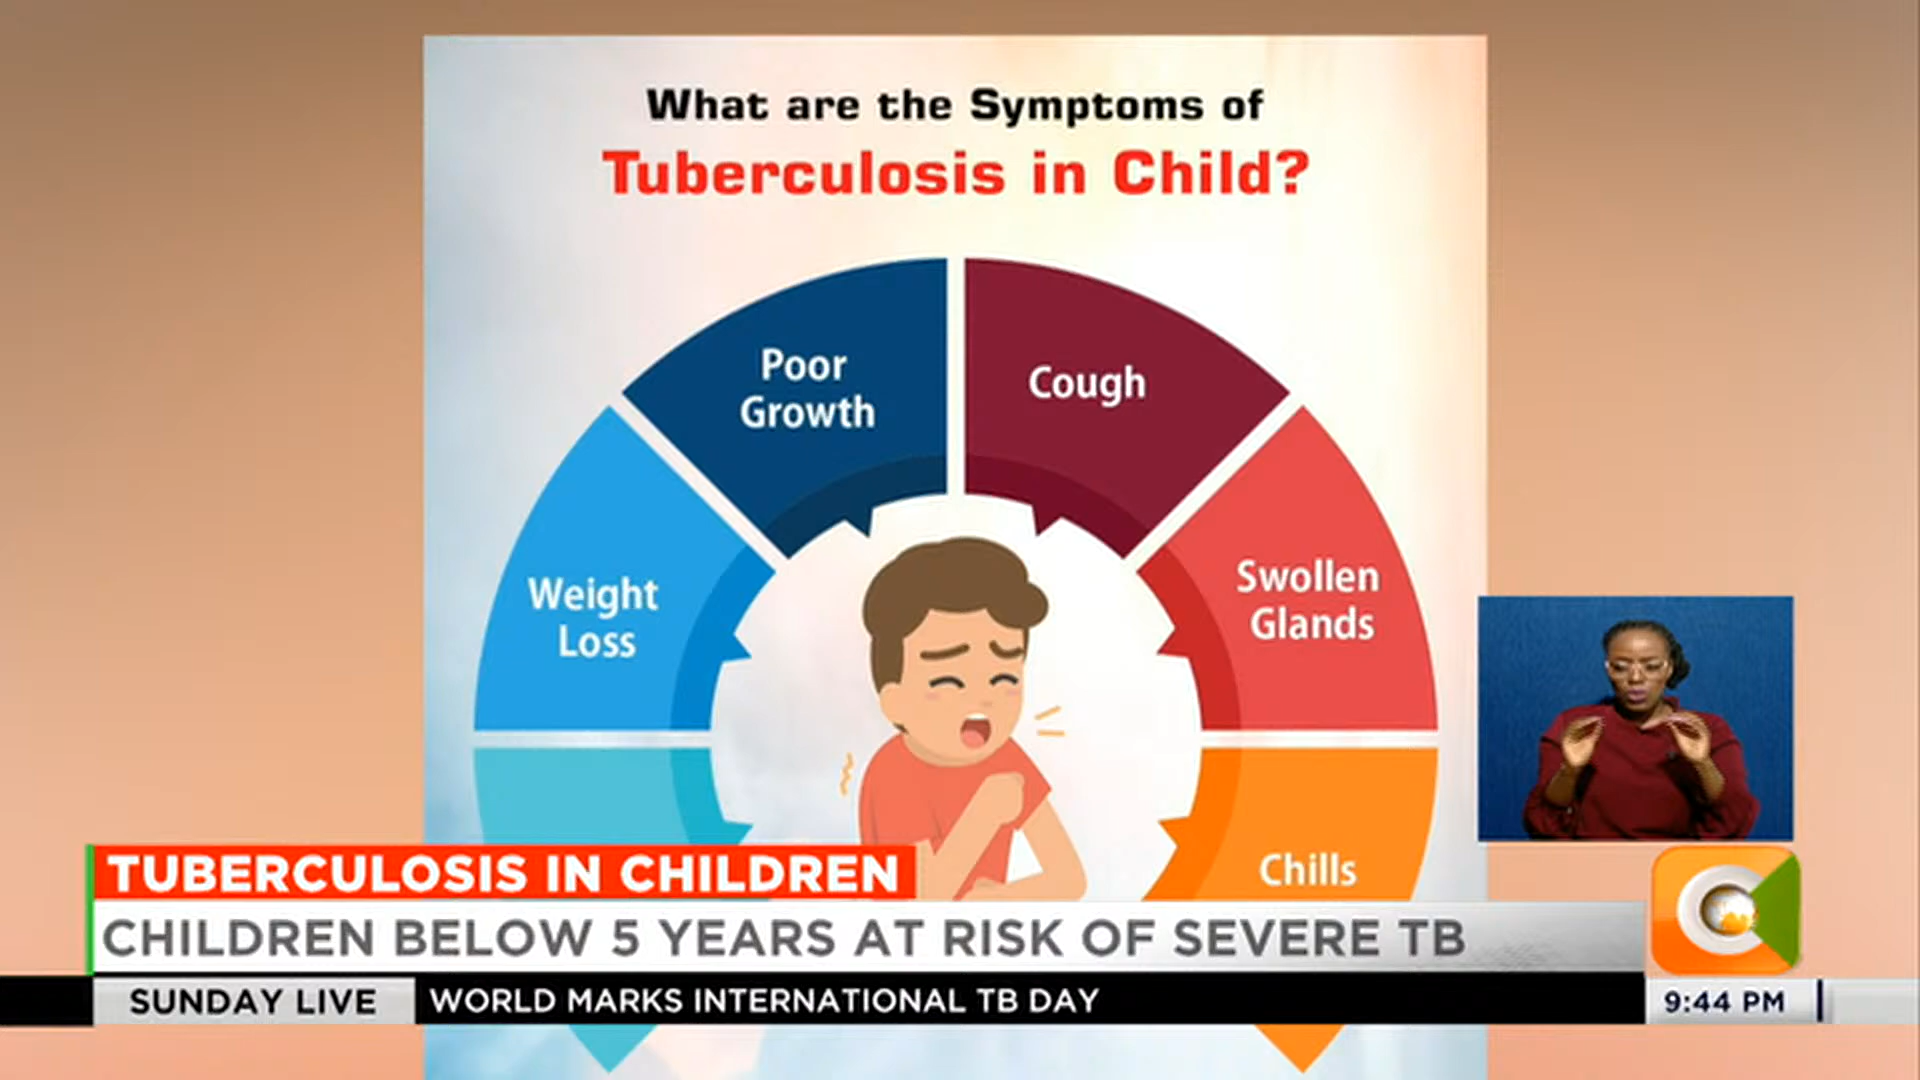 What are the Symptoms of
Tuberculosis in Child?
Poor
Growth
Cough
Weight
Loss
Swollen
Glands
Chills
TUBERCULOSIS IN CHILDREN
CHILDREN BELOW 5 YEARS AT RISK OF SEVERE TB
SUNDAY LIVE
WORLD MARKS INTERNATIONAL TB DAY
9:44 PM